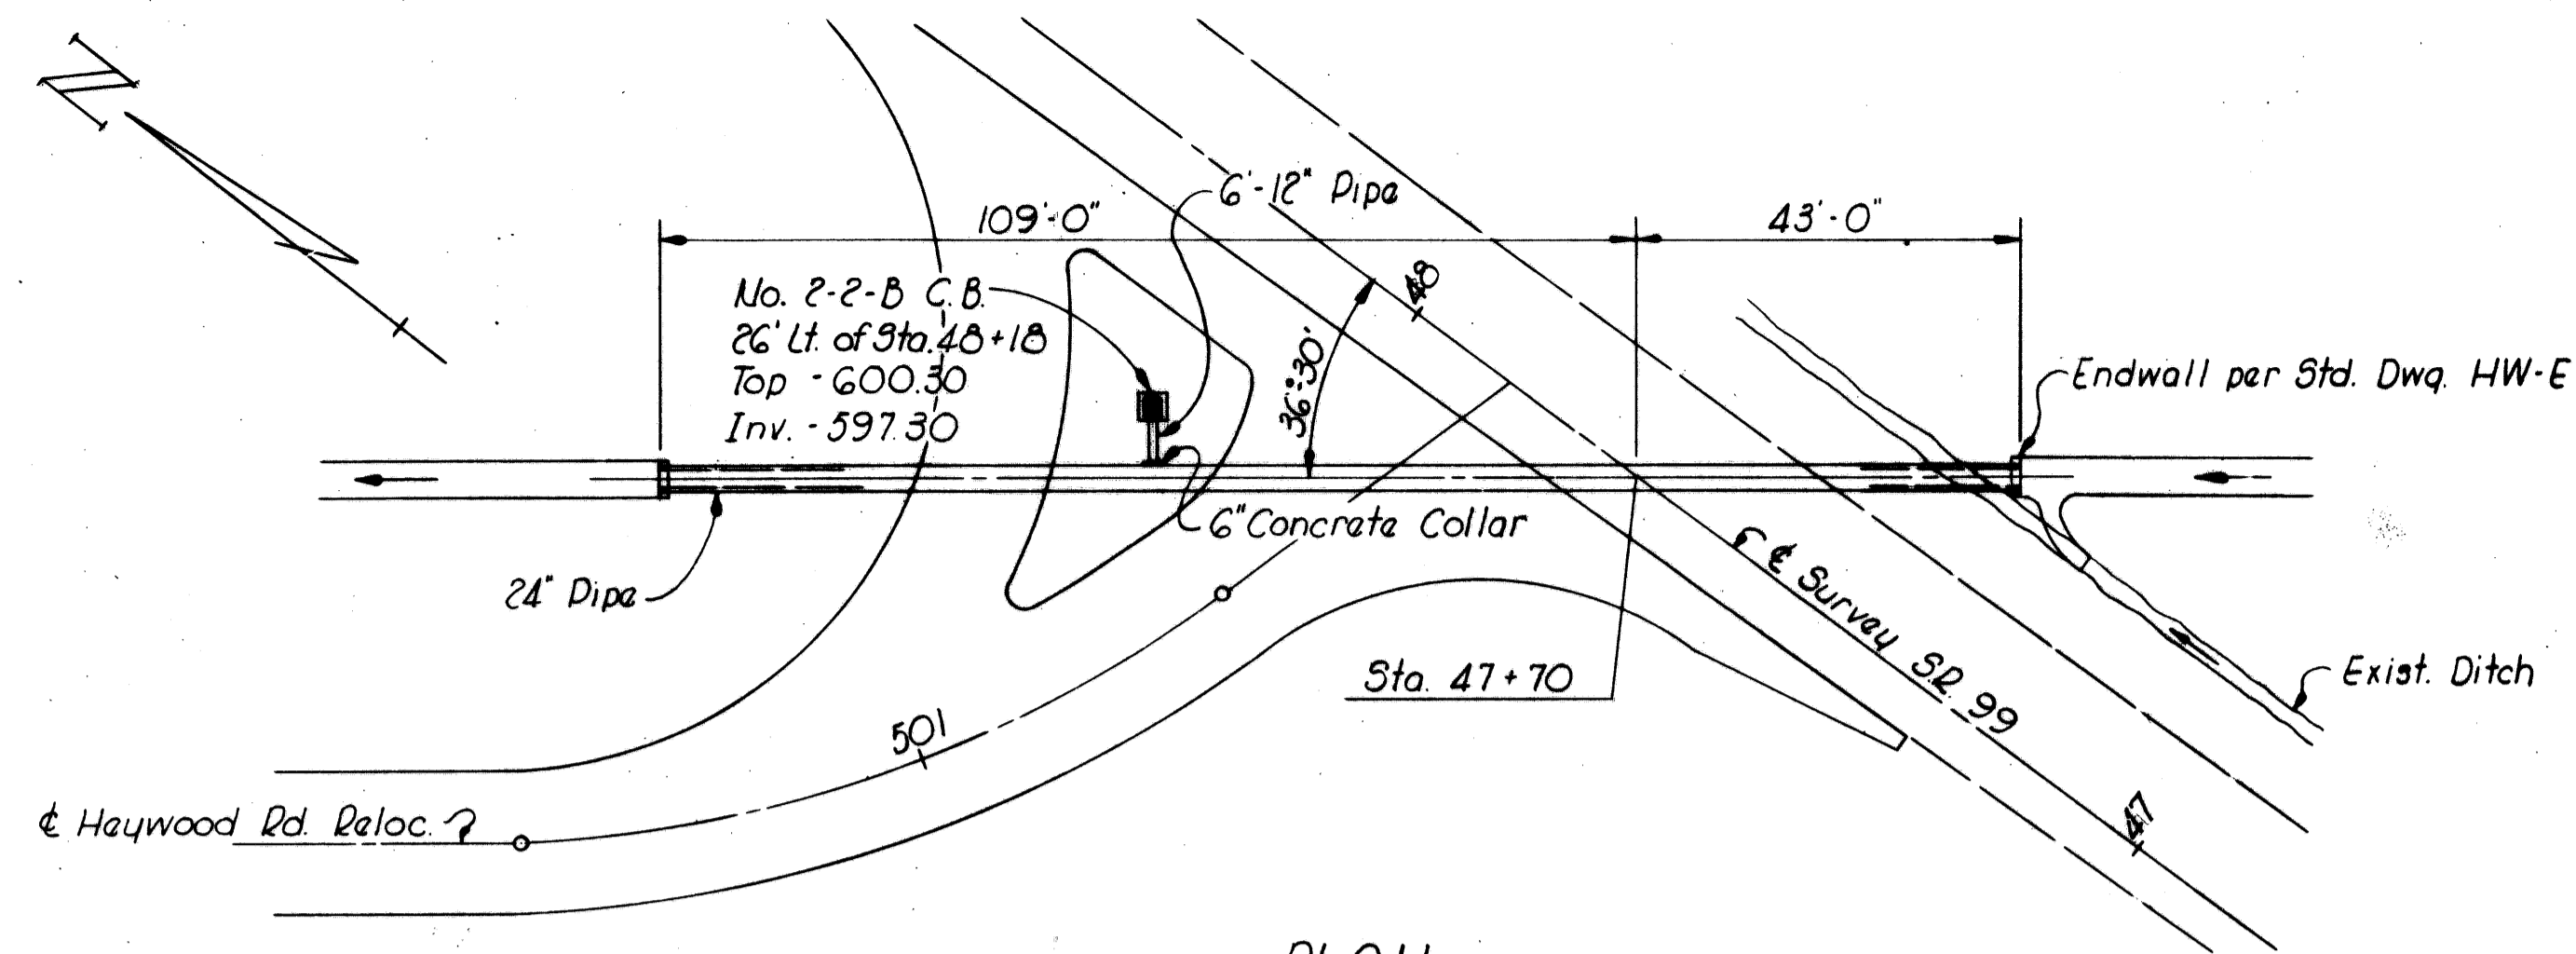 N
6'-12" Pipe
109'-0"
43'-0"
No. 2-2-B C.B.
26' Lt. of Sta. 48+18
Top - 600.30
Inv. - 597.30
48
36°-30'
Endwall per Std. Dwg. HW-E
6" Concrete Collar
24" Pipe
℄ Survey S.R. 99
Sta. 47+70
Exist. Ditch
501
47
℄ Heywood Rd. Reloc.
PLAN